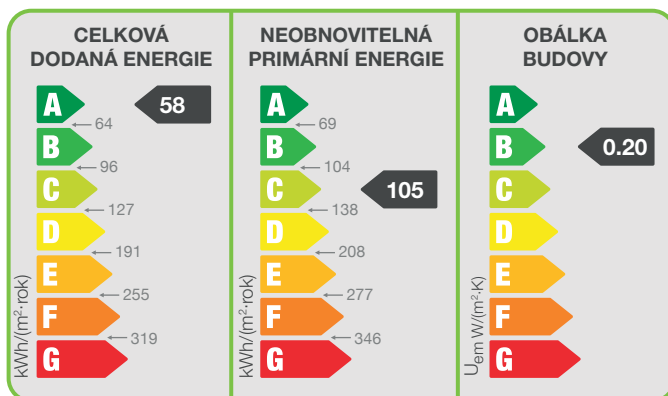 CELKOVÁ
DODANÁ ENERGIE
A
58
64
B
96
C
127
D
191
E
255
F
319
G
kWh/(m²·rok)
NEOBNOVITELNÁ
PRIMÁRNÍ ENERGIE
A
69
B
104
C
105
138
D
208
E
277
F
346
G
kWh/(m²·rok)
OBÁLKA
BUDOVY
A
B
0.20
C
D
E
F
G
Uem W/(m²·K)